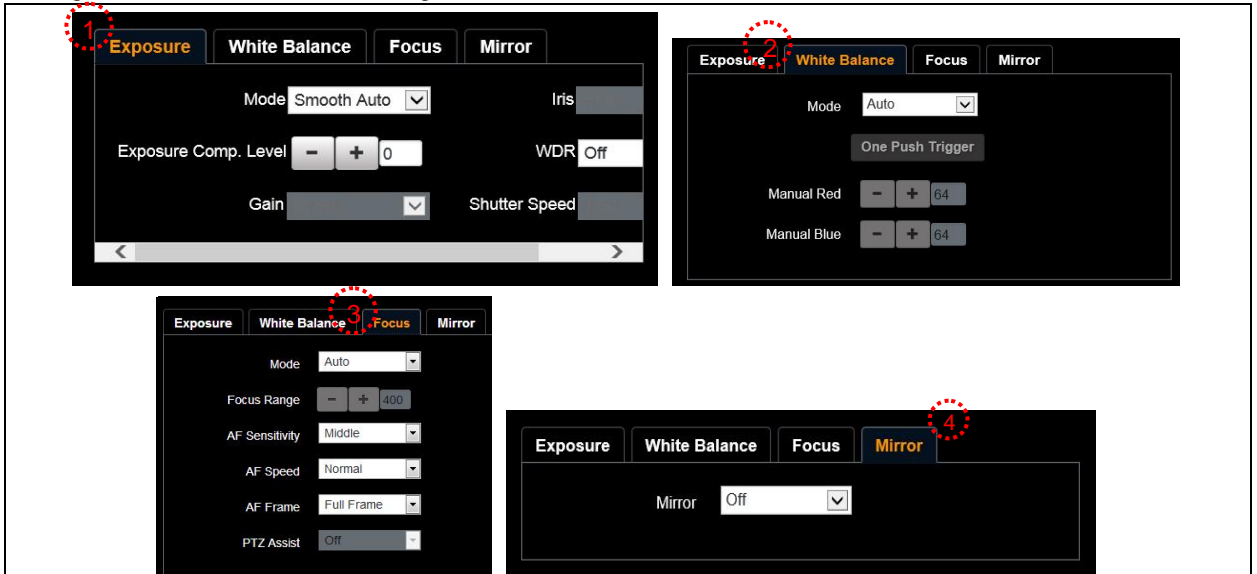 1
Exposure White Balance Focus Mirror
Mode Smooth Auto Iris
Exposure Comp. Level - + 0 WDR Off
Gain Shutter Speed
2
Exposure White Balance Focus Mirror
Mode Auto
One Push Trigger
Manual Red - + 64
Manual Blue - + 64
3
Exposure White Balance Focus Mirror
Mode Auto
Focus Range - + 400
AF Sensitivity Middle
AF Speed Normal
AF Frame Full Frame
PTZ Assist Off
4
Exposure White Balance Focus Mirror
Mirror Off